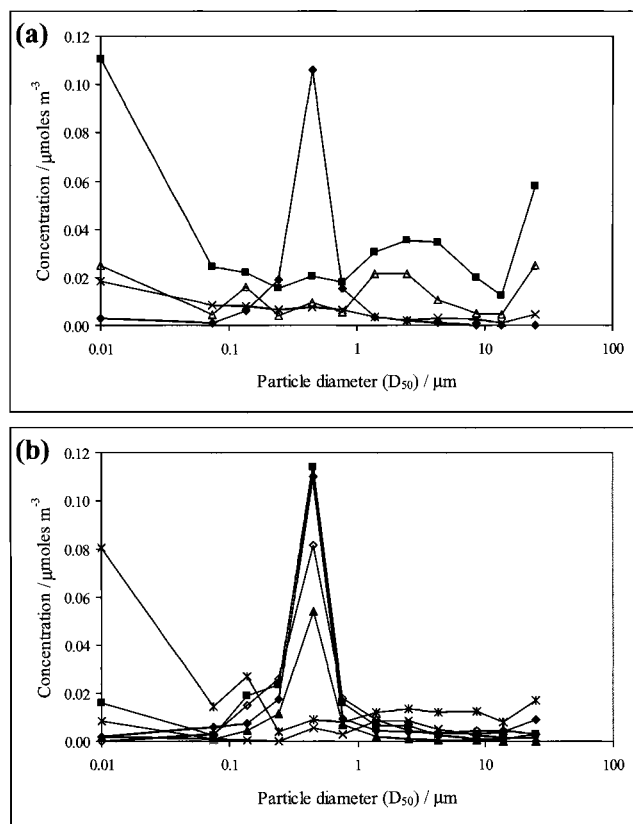 (a)
0.12
0.10
0.08
0.06
0.04
0.02
0.00
Concentration / µmoles m⁻³
0.01 0.1 1 10 100
Particle diameter (D₅₀) / µm
(b)
0.12
0.10
0.08
0.06
0.04
0.02
0.00
Concentration / µmoles m⁻³
0.01 0.1 1 10 100
Particle diameter (D₅₀) / µm